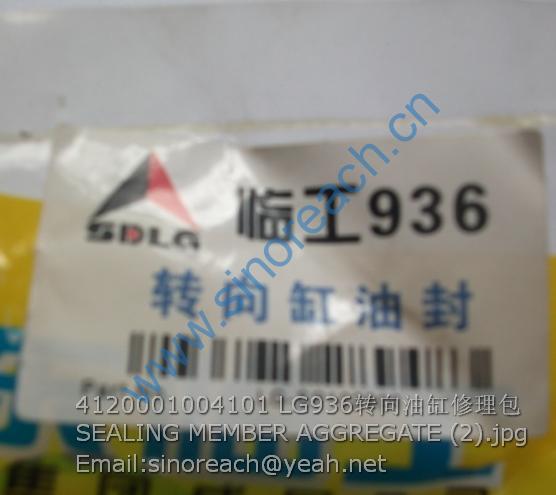 SDLG 临工936
转向缸油封
www.sinoreach.cn
4120001004101 LG936转向油缸修理包
SEALING MEMBER AGGREGATE (2).jpg
Email:sinoreach@yeah.net